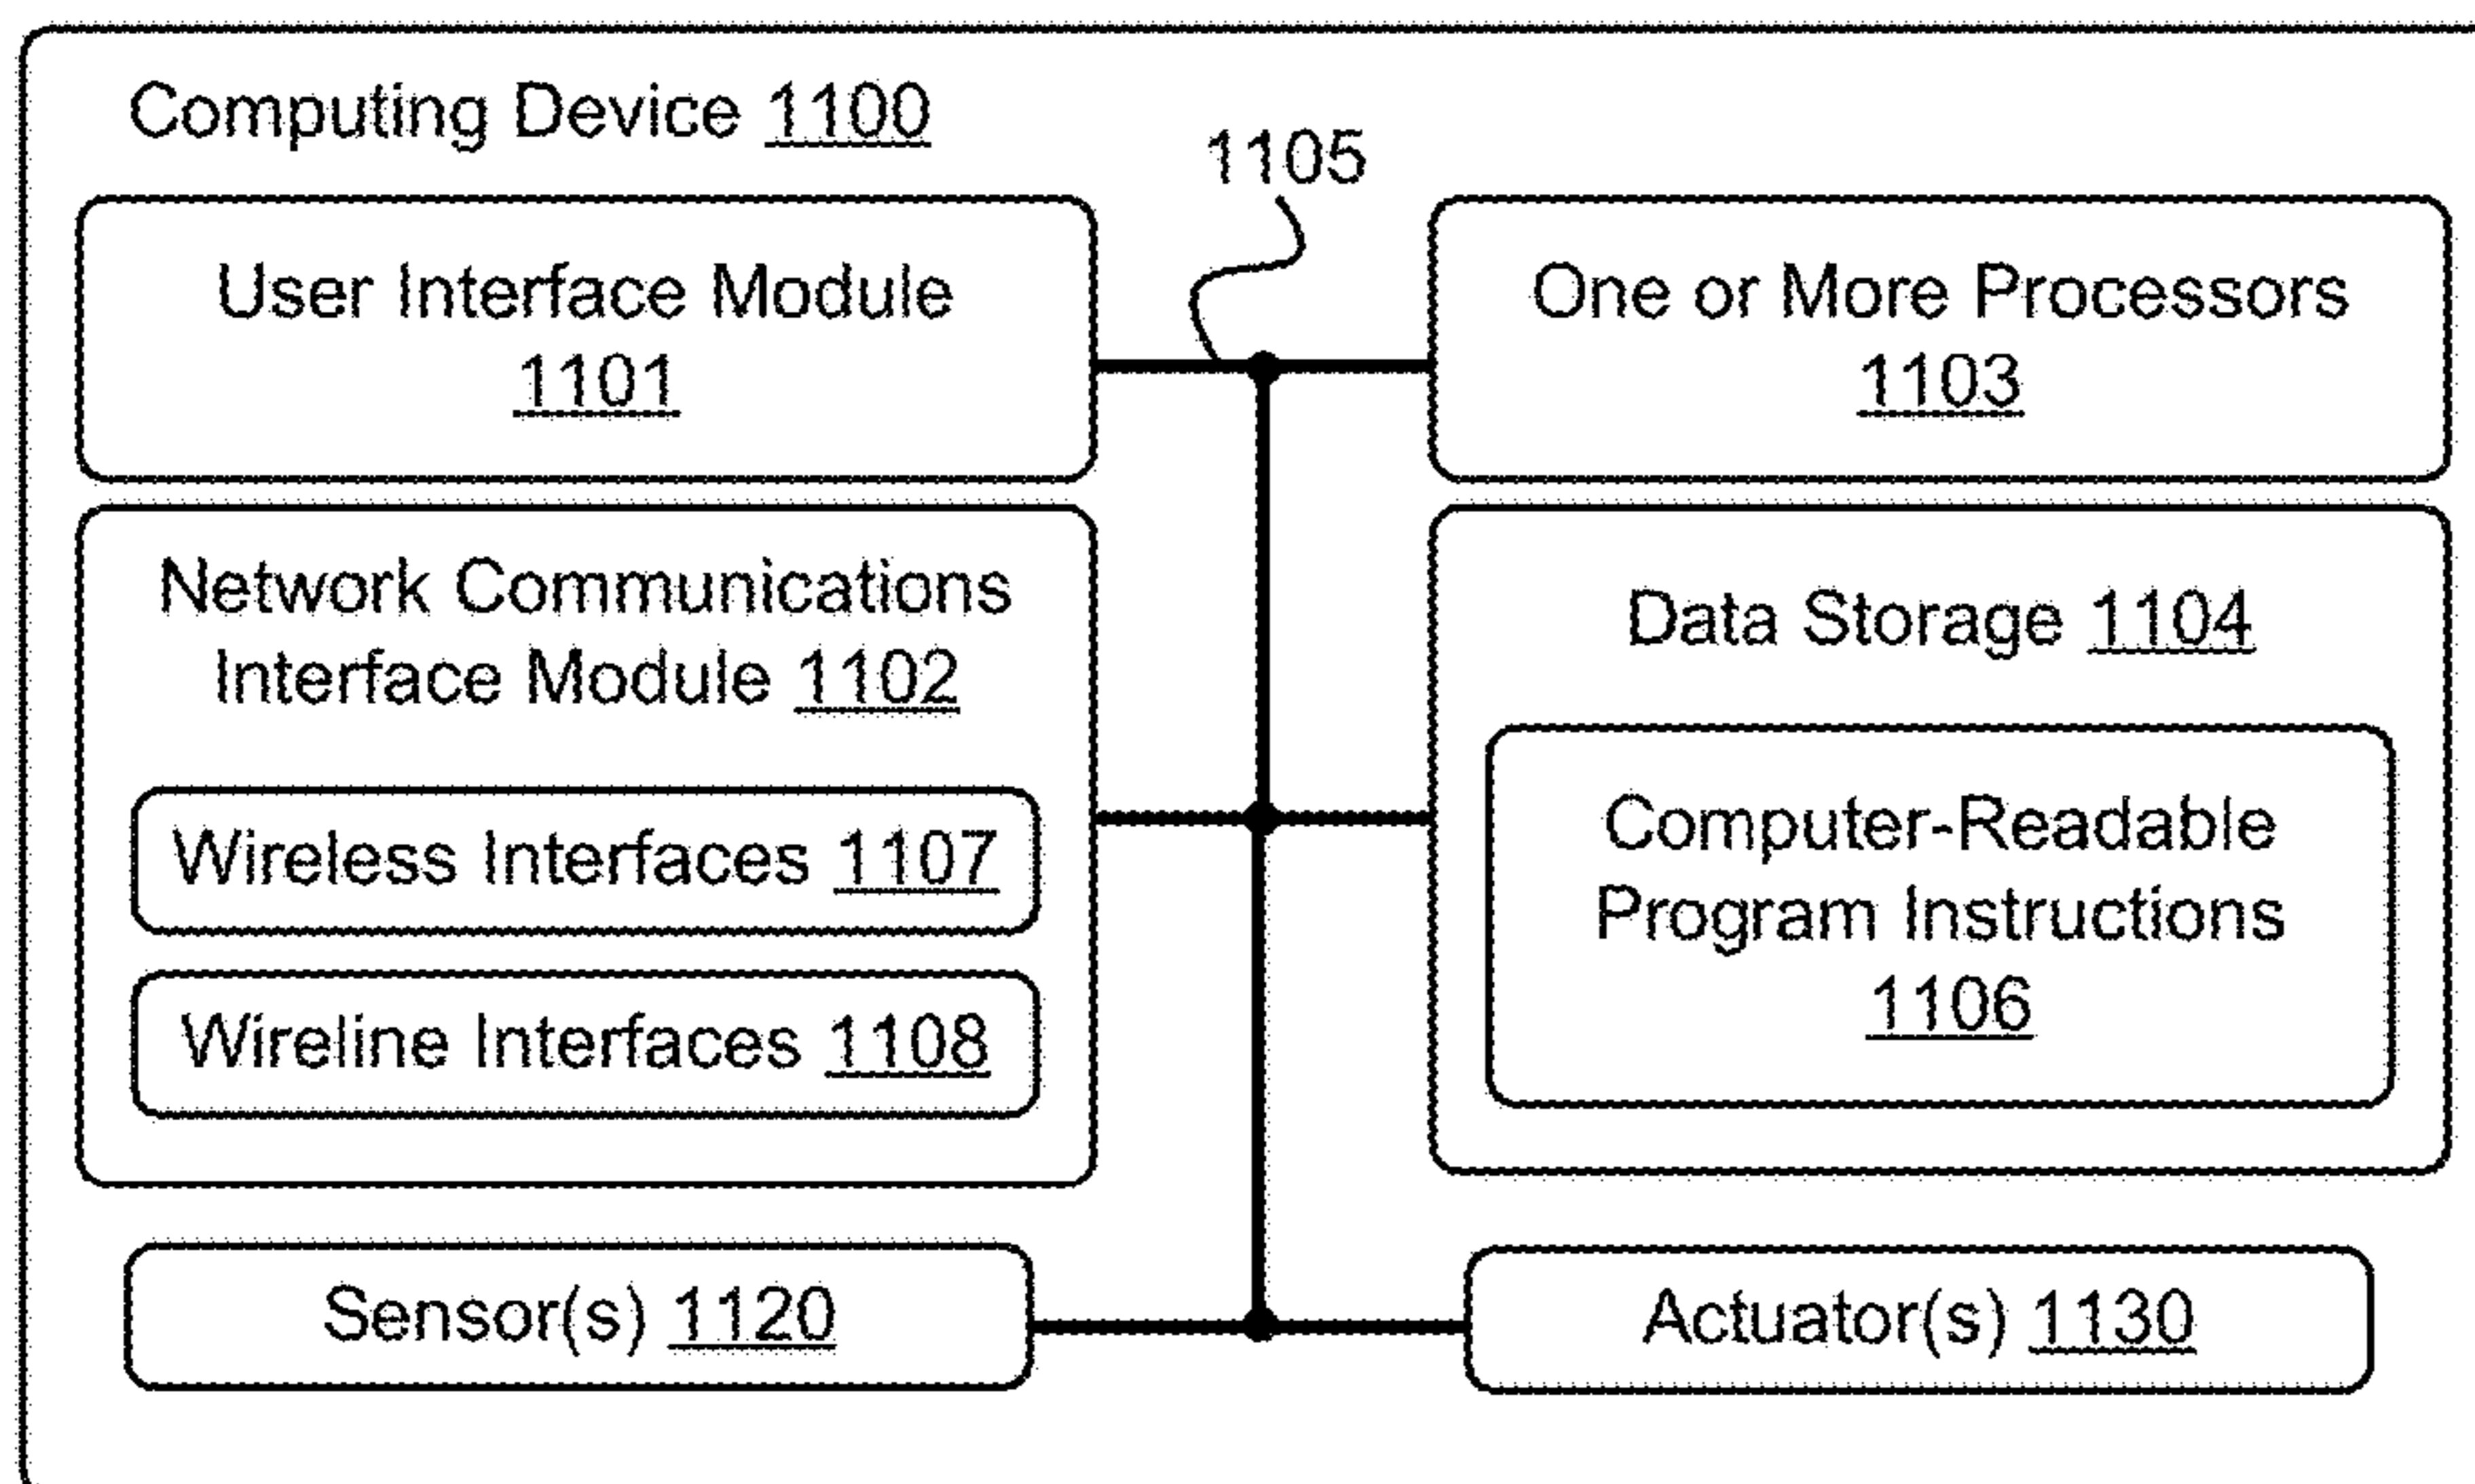 Computing Device 1100
1105
User Interface Module
1101
One or More Processors
1103
Network Communications
Interface Module 1102
Wireless Interfaces 1107
Wireline Interfaces 1108
Data Storage 1104
Computer-Readable
Program Instructions
1106
Sensor(s) 1120
Actuator(s) 1130